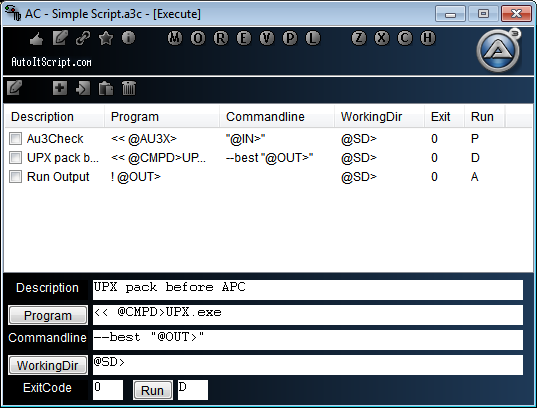 AC - Simple Script.a3c - [Execute]
M O R E V P L Z X C H
AutoItScript.com
A 3
Description Program Commandline WorkingDir Exit Run
Au3Check << @AU3X> "@IN>" @SD> 0 P
UPX pack b... << @CMPD>UP... --best "@OUT>" @SD> 0 D
Run Output ! @OUT> @SD> 0 A
Description UPX pack before APC
Program << @CMPD>UPX.exe
Commandline --best "@OUT>"
WorkingDir @SD>
ExitCode 0 Run D